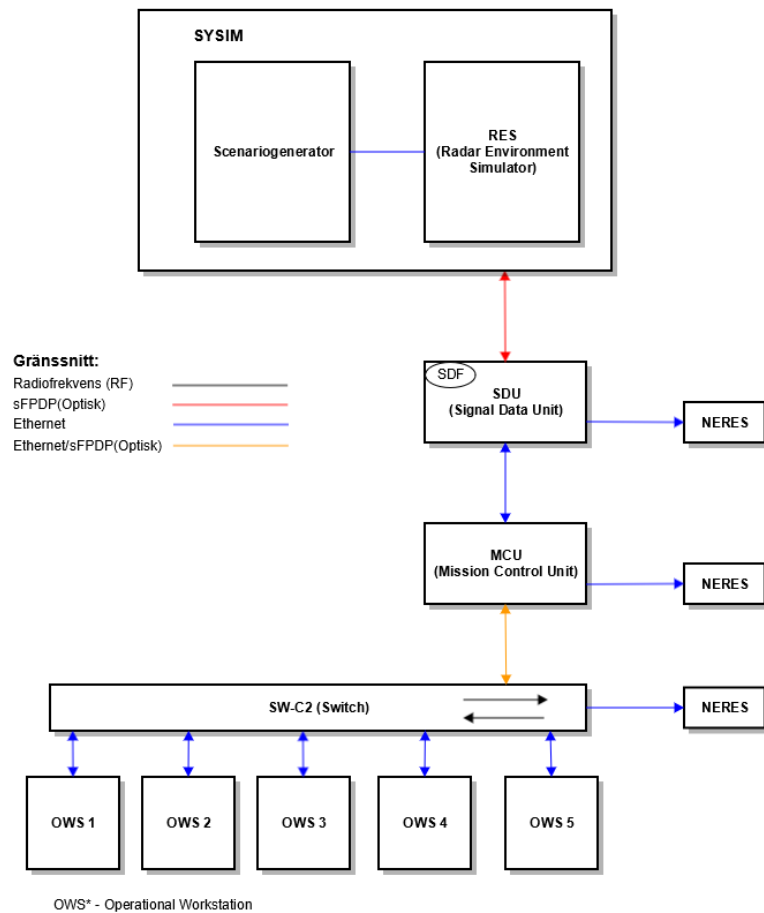 SYSIM
Scenariogenerator
RES
(Radar Environment
Simulator)
Gränssnitt:
Radiofrekvens (RF)
sFPDP(Optisk)
Ethernet
Ethernet/sFPDP(Optisk)
SDF
SDU
(Signal Data Unit)
NERES
MCU
(Mission Control Unit)
NERES
SW-C2 (Switch)
NERES
OWS 1
OWS 2
OWS 3
OWS 4
OWS 5
OWS* - Operational Workstation